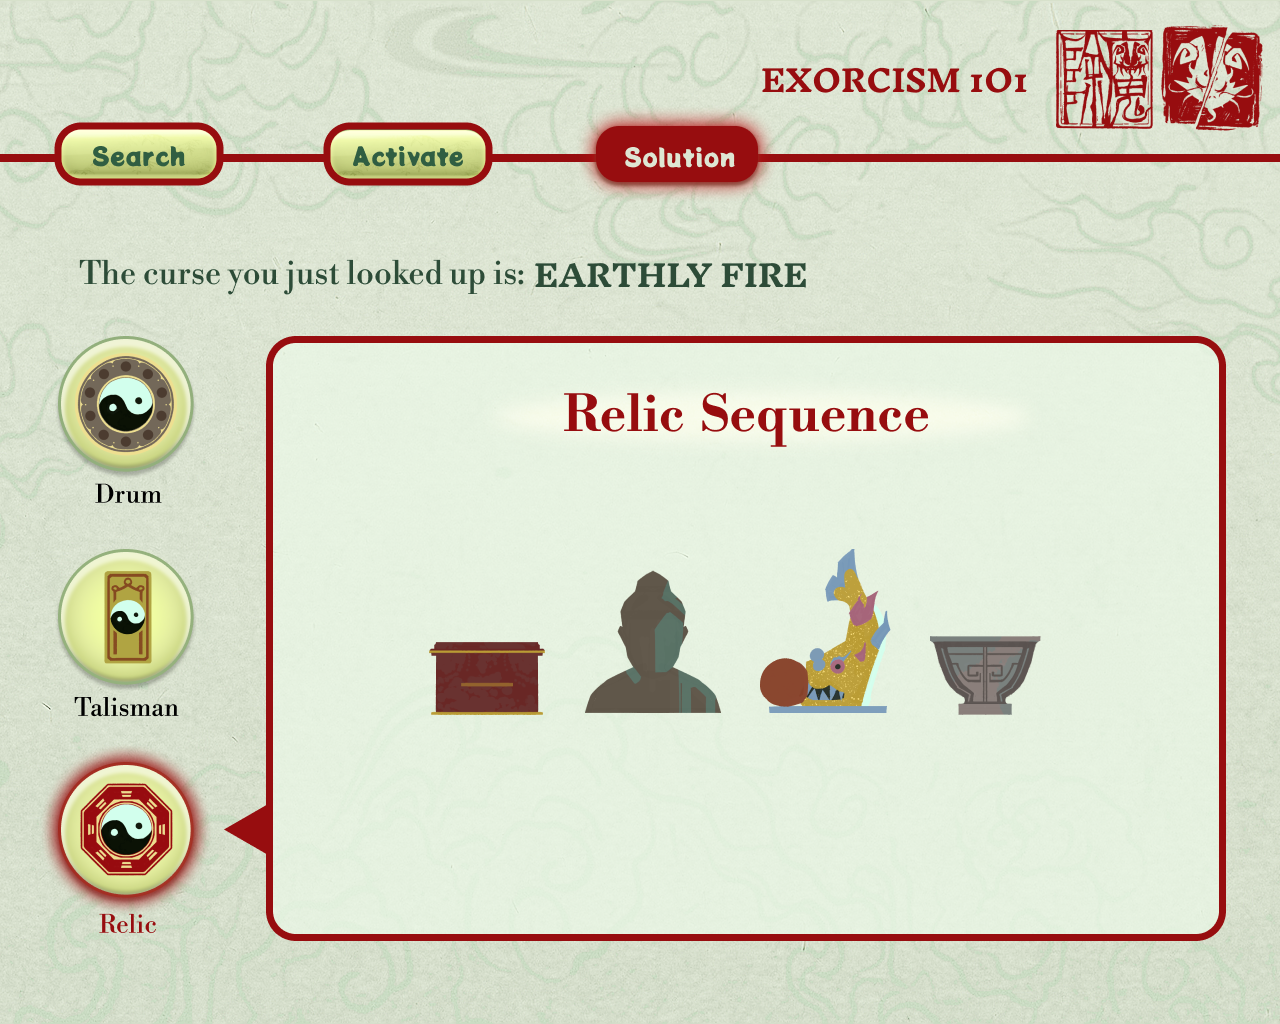 EXORCISM 101
Search
Activate
Solution
The curse you just looked up is: EARTHLY FIRE
Drum
Talisman
Relic
Relic Sequence